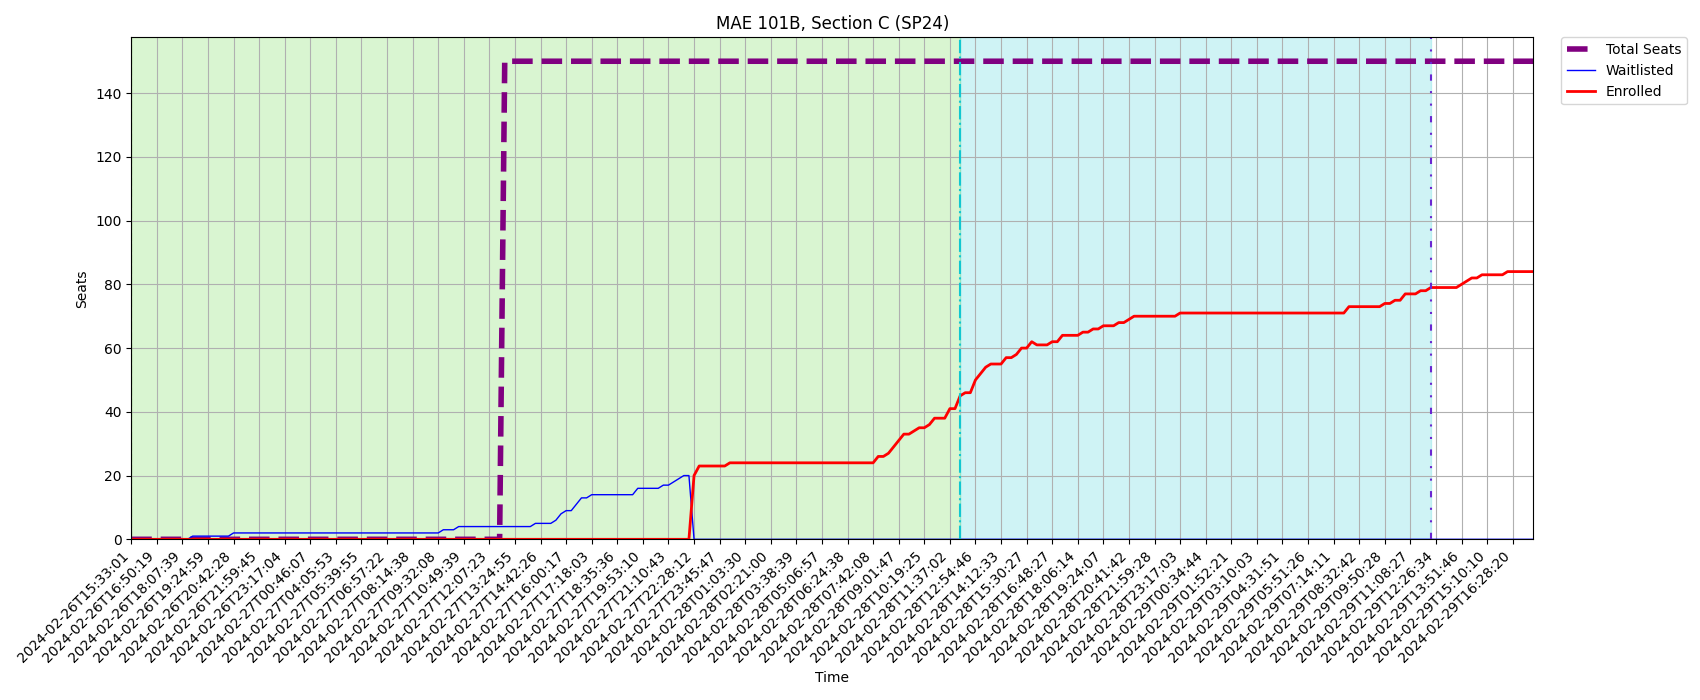 MAE 101B, Section C (SP24)
Total Seats
Waitlisted
Enrolled
Seats
140
120
100
80
60
40
20
0
2024-02-26T15:33:01
2024-02-26T16:50:19
2024-02-26T18:07:39
2024-02-26T19:24:59
2024-02-26T20:42:28
2024-02-26T21:59:45
2024-02-26T23:17:04
2024-02-27T00:46:07
2024-02-27T04:05:53
2024-02-27T05:39:55
2024-02-27T06:57:22
2024-02-27T08:14:38
2024-02-27T09:32:08
2024-02-27T10:49:39
2024-02-27T12:07:23
2024-02-27T13:24:55
2024-02-27T14:42:26
2024-02-27T16:00:17
2024-02-27T17:18:03
2024-02-27T18:35:36
2024-02-27T19:53:10
2024-02-27T21:10:43
2024-02-27T22:28:12
2024-02-27T23:45:47
2024-02-28T01:03:30
2024-02-28T02:21:00
2024-02-28T03:38:39
2024-02-28T05:06:57
2024-02-28T06:24:38
2024-02-28T07:42:08
2024-02-28T09:01:47
2024-02-28T10:19:25
2024-02-28T11:37:02
2024-02-28T12:54:46
2024-02-28T14:12:33
2024-02-28T15:30:27
2024-02-28T16:48:27
2024-02-28T18:06:14
2024-02-28T19:24:07
2024-02-28T20:41:42
2024-02-28T21:59:28
2024-02-28T23:17:03
2024-02-29T00:34:44
2024-02-29T01:52:21
2024-02-29T03:10:03
2024-02-29T04:31:51
2024-02-29T05:51:26
2024-02-29T07:14:11
2024-02-29T08:32:42
2024-02-29T09:50:28
2024-02-29T11:08:27
2024-02-29T12:26:34
2024-02-29T13:51:46
2024-02-29T15:10:10
2024-02-29T16:28:20
Time